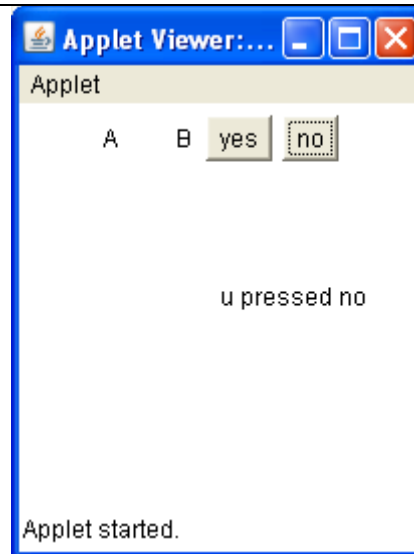 Applet Viewer:...
Applet
A B yes no
u pressed no
Applet started.